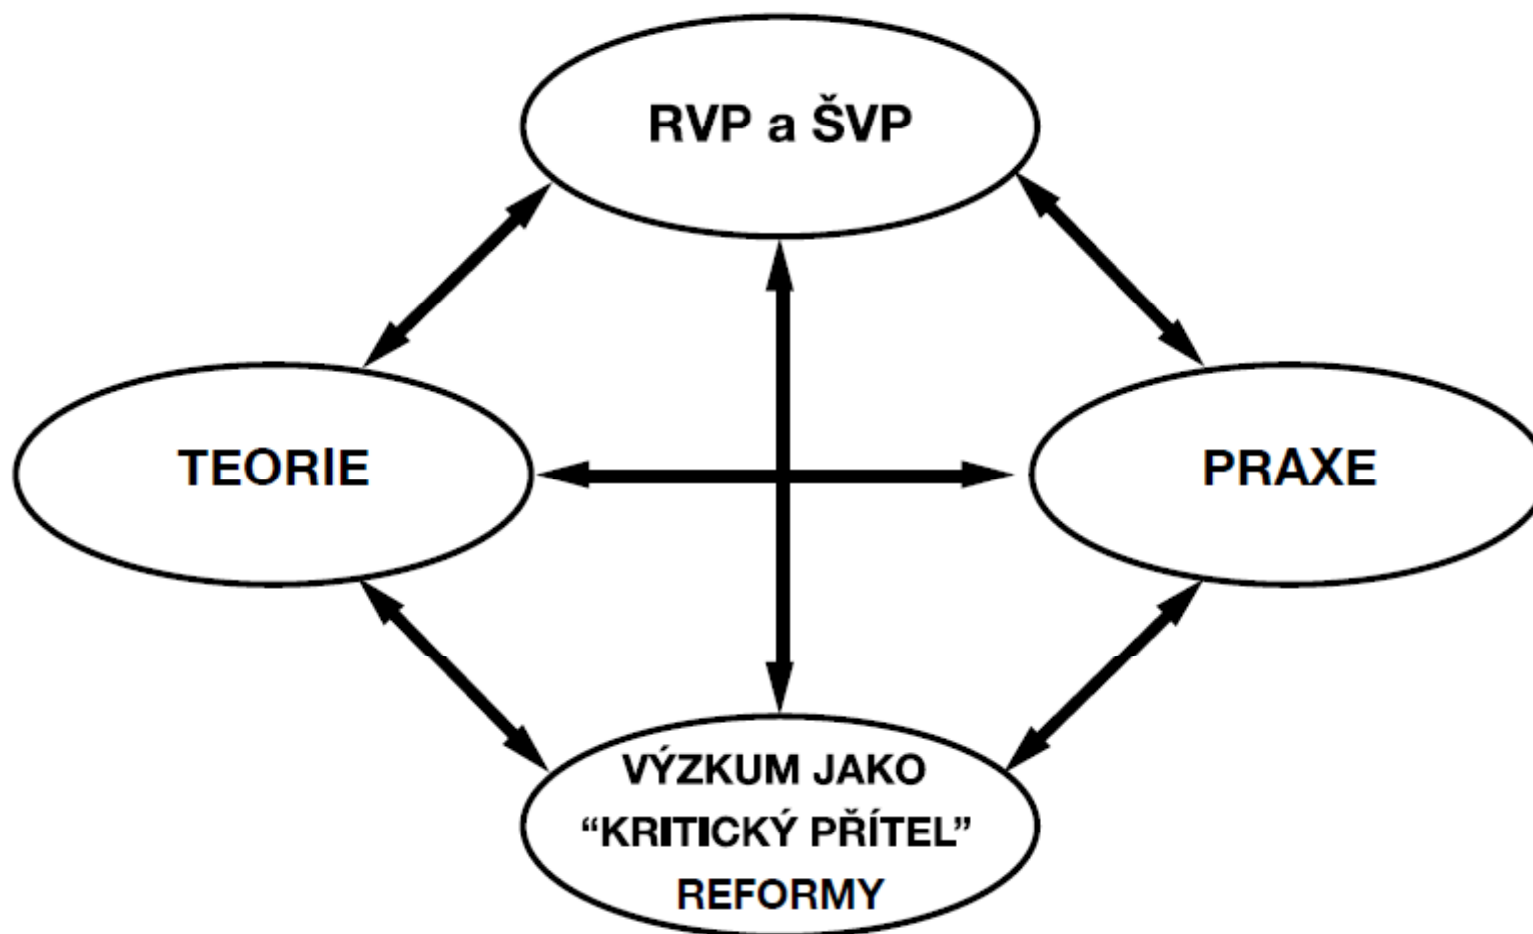 RVP a ŠVP
TEORIE
PRAXE
VÝZKUM JAKO
“KRITICKÝ PŘÍTEL”
REFORMY